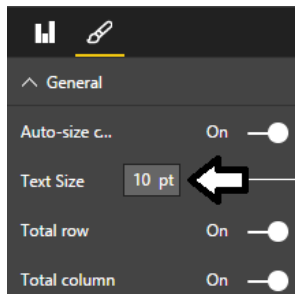 General
Auto-size c... On
Text Size 10 pt
Total row On
Total column On